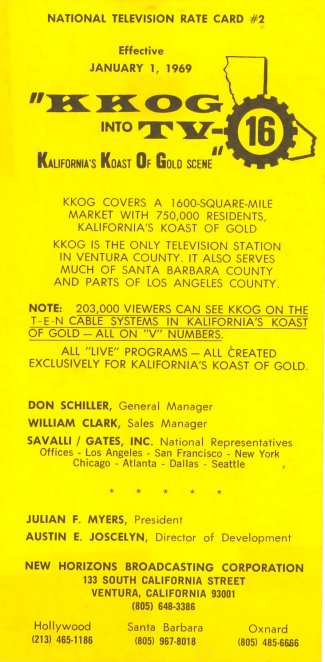 NATIONAL TELEVISION RATE CARD #2
Effective
JANUARY 1, 1969
"KKOG
INTO TV-16"
KALIFORNIA'S KOAST OF GOLD SCENE
KKOG COVERS A 1600-SQUARE-MILE
MARKET WITH 750,000 RESIDENTS,
KALIFORNIA'S KOAST OF GOLD
KKOG IS THE ONLY TELEVISION STATION
IN VENTURA COUNTY. IT ALSO SERVES
MUCH OF SANTA BARBARA COUNTY
AND PARTS OF LOS ANGELES COUNTY.
NOTE: 203,000 VIEWERS CAN SEE KKOG ON THE
T-E-N CABLE SYSTEMS IN KALIFORNIA'S KOAST
OF GOLD — ALL ON "V" NUMBERS.
ALL "LIVE" PROGRAMS — ALL CREATED
EXCLUSIVELY FOR KALIFORNIA'S KOAST OF GOLD.
DON SCHILLER, General Manager
WILLIAM CLARK, Sales Manager
SAVALLI / GATES, INC. National Representatives
Offices - Los Angeles - San Francisco - New York
Chicago - Atlanta - Dallas - Seattle
* * * * *
JULIAN F. MYERS, President
AUSTIN E. JOSCELYN, Director of Development
NEW HORIZONS BROADCASTING CORPORATION
133 SOUTH CALIFORNIA STREET
VENTURA, CALIFORNIA 93001
(805) 648-3386
Hollywood Santa Barbara Oxnard
(213) 465-1186 (805) 967-8018 (805) 485-6666